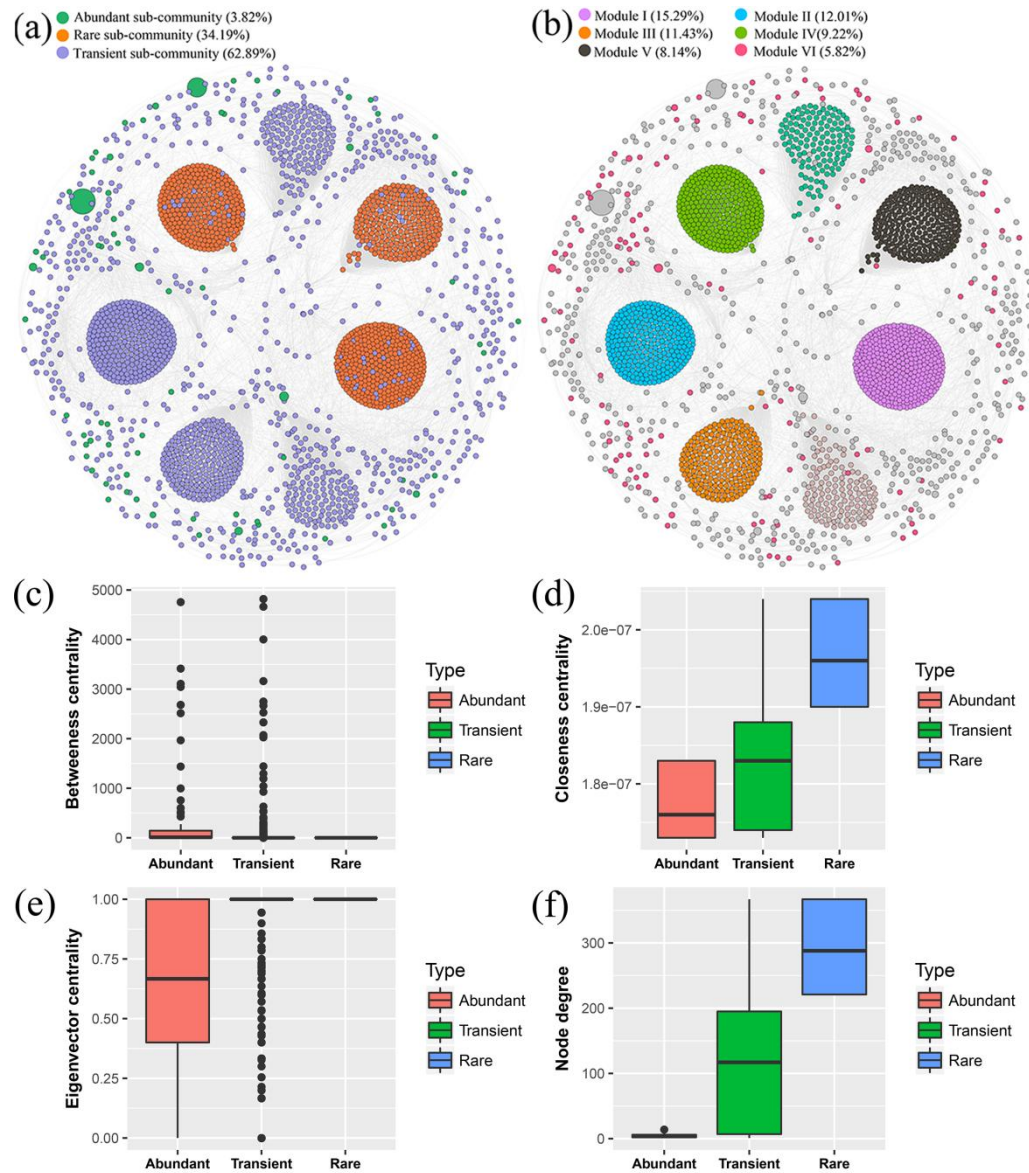 (a)
Abundant sub-community (3.82%)
Rare sub-community (34.19%)
Transient sub-community (62.89%)
(b)
Module I (15.29%) Module II (12.01%)
Module III (11.43%) Module IV(9.22%)
Module V (8.14%) Module VI (5.82%)
(c)
Betweeness centrality
5000
4000
3000
2000
1000
0
Abundant Transient Rare
Type
Abundant
Transient
Rare
(d)
Closeness centrality
2.0e-07
1.9e-07
1.8e-07
Abundant Transient Rare
Type
Abundant
Transient
Rare
(e)
Eigenvector centrality
1.00
0.75
0.50
0.25
0.00
Abundant Transient Rare
Type
Abundant
Transient
Rare
(f)
Node degree
300
200
100
0
Abundant Transient Rare
Type
Abundant
Transient
Rare